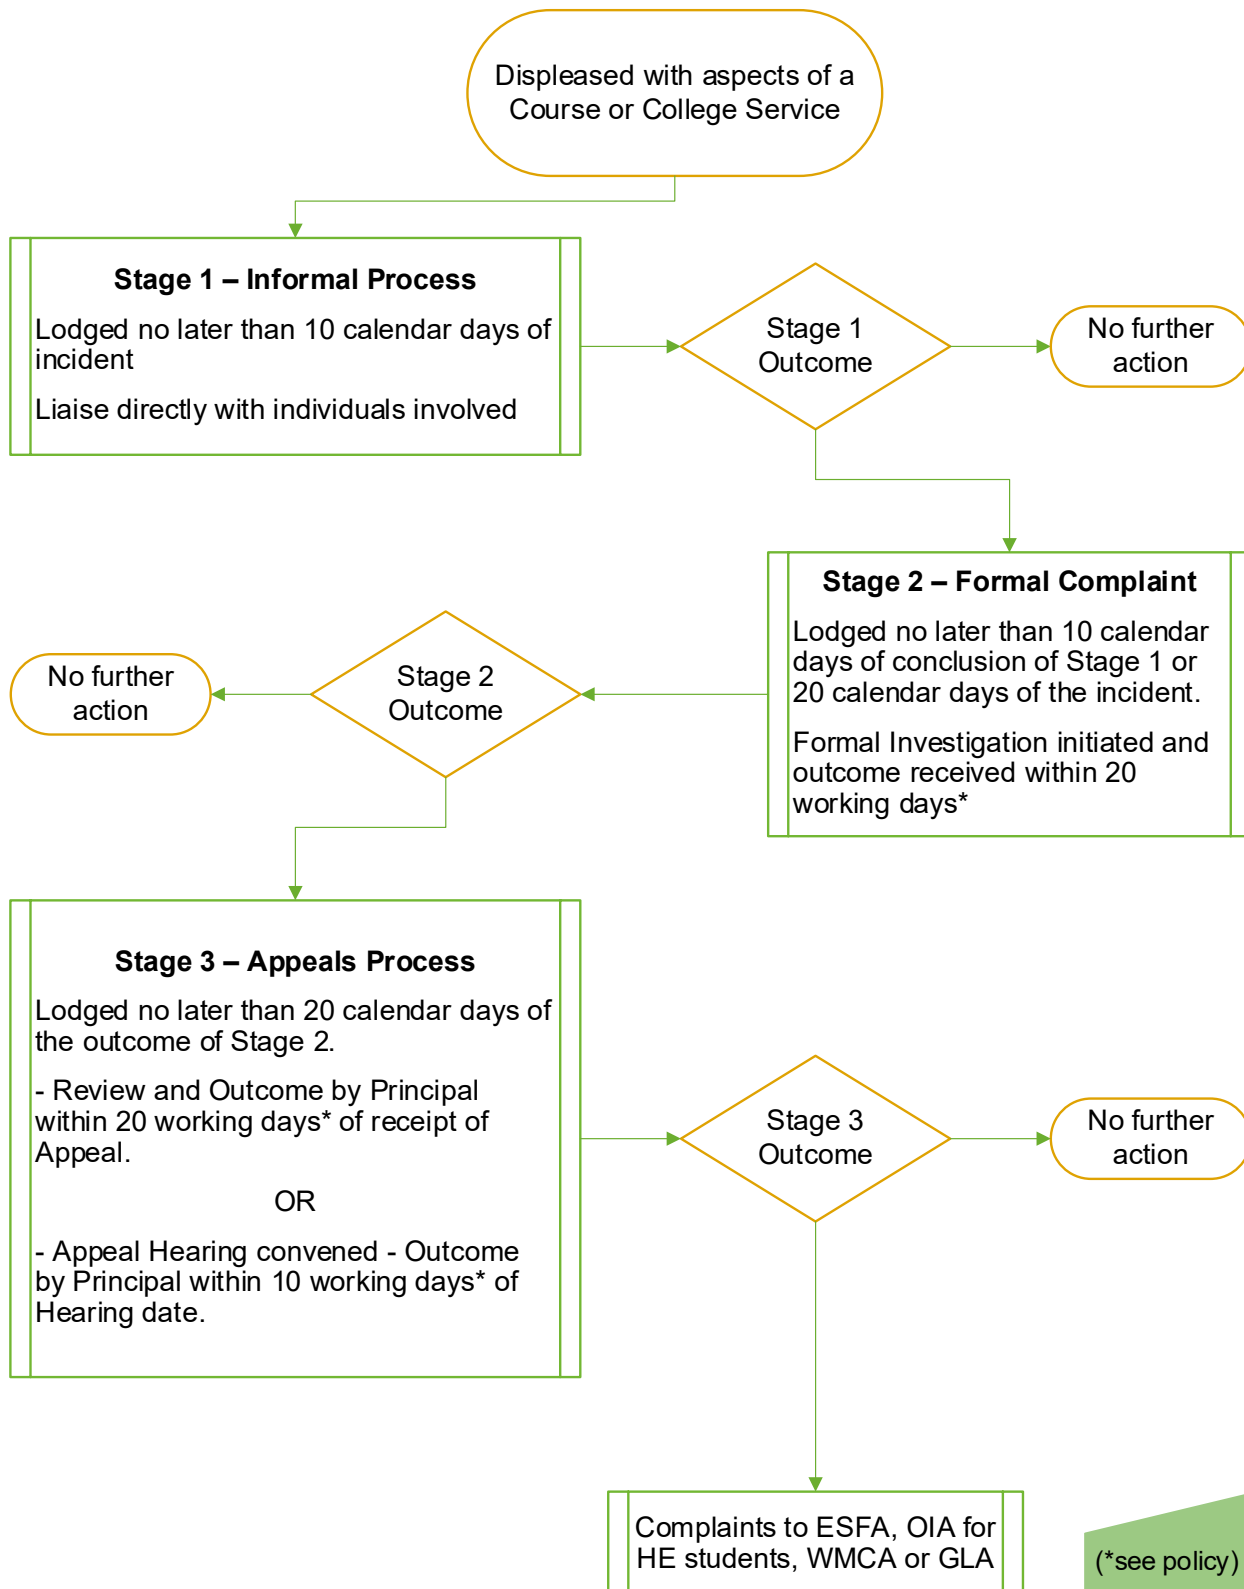 Displeased with aspects of a
Course or College Service
Stage 1 – Informal Process
Lodged no later than 10 calendar days of
incident
Liaise directly with individuals involved
Stage 1
Outcome
No further
action
Stage 2 – Formal Complaint
Lodged no later than 10 calendar
days of conclusion of Stage 1 or
20 calendar days of the incident.
Formal Investigation initiated and
outcome received within 20
working days*
Stage 2
Outcome
No further
action
Stage 3 – Appeals Process
Lodged no later than 20 calendar days of
the outcome of Stage 2.
- Review and Outcome by Principal
within 20 working days* of receipt of
Appeal.
OR
- Appeal Hearing convened - Outcome
by Principal within 10 working days* of
Hearing date.
Stage 3
Outcome
No further
action
Complaints to ESFA, OIA for
HE students, WMCA or GLA
(*see policy)